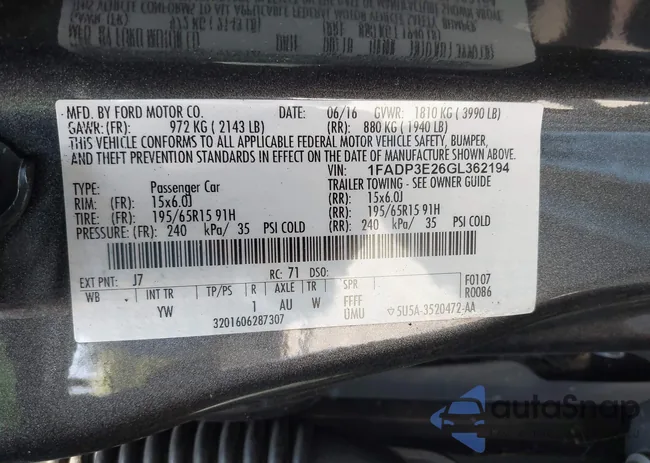 MFD. BY FORD MOTOR CO. DATE: 06/16 GVWR: 1810 KG ( 3990 LB)
GAWR: (FR): 972 KG ( 2143 LB) (RR): 880 KG ( 1940 LB)
THIS VEHICLE CONFORMS TO ALL APPLICABLE FEDERAL MOTOR VEHICLE SAFETY, BUMPER,
AND THEFT PREVENTION STANDARDS IN EFFECT ON THE DATE OF MANUFACTURE SHOWN ABOVE.
VIN: 1FADP3E26GL362194
TYPE: Passenger Car TRAILER TOWING - SEE OWNER GUIDE
RIM: (FR): 15x6.0J (RR): 15x6.0J
TIRE: (FR): 195/65R15 91H (RR): 195/65R15 91H
PRESSURE: (FR): 240 kPa/ 35 PSI COLD (RR): 240 kPa/ 35 PSI COLD
EXT PNT: J7 RC: 71 DSO: F0107
WB INT TR TP/PS R AXLE TR SPR R0086
YW 1 AU W FFFF
0MU
3201606287307 5U5A-3520472-AA
autoSnap